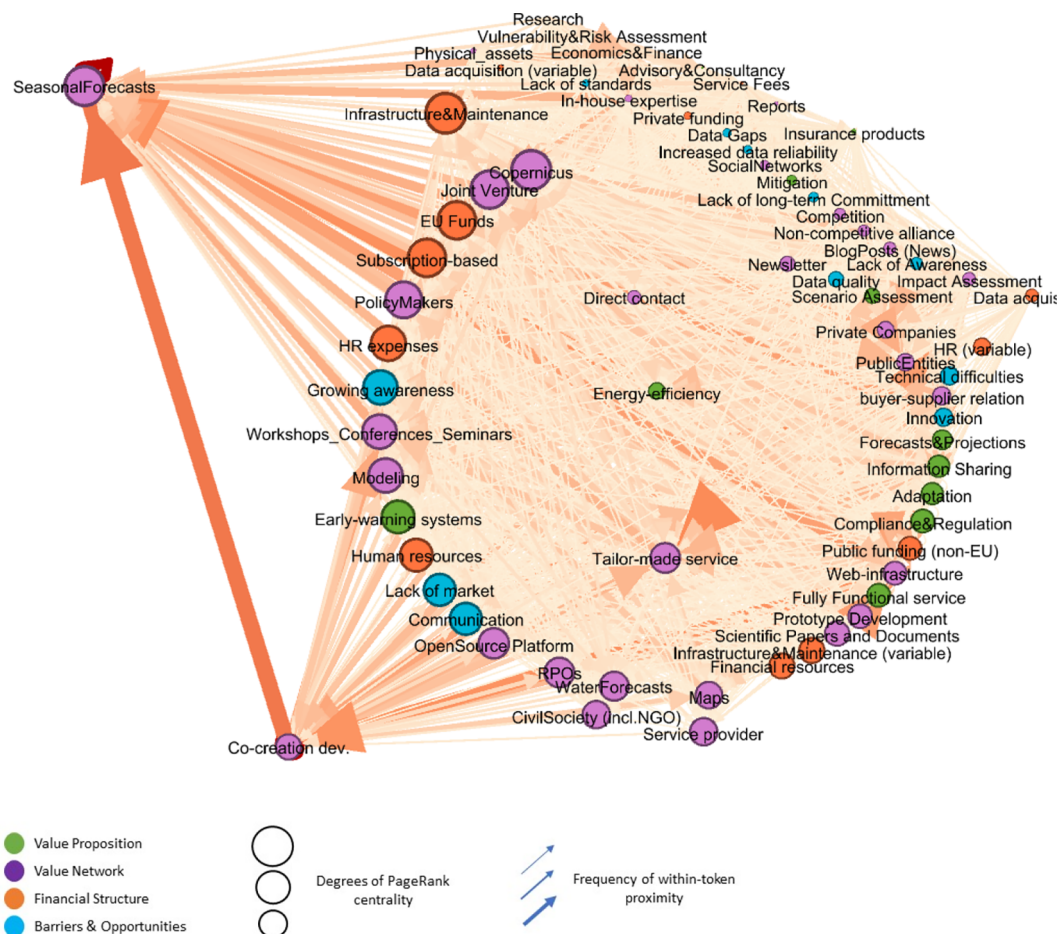 Research
Vulnerability&Risk Assessment
Physical_assets
Economics&Finance
Data acquisition (variable)
Advisory&Consultancy
Lack of standards
Service Fees
SeasonalForecasts
In-house expertise
Reports
Infrastructure&Maintenance
Private funding
Data Gaps
Insurance products
Increased data reliability
SocialNetworks
Copernicus
Mitigation
Joint Venture
Lack of long-term Committment
Competition
EU Funds
Non-competitive alliance
BlogPosts (News)
Subscription-based
Newsletter
Lack of Awareness
Data quality
Impact Assessment
PolicyMakers
Direct contact
Scenario Assessment
Data acquis
Private Companies
HR expenses
HR (variable)
PublicEntities
Technical difficulties
Growing awareness
Energy-efficiency
buyer-supplier relation
Innovation
Workshops_Conferences_Seminars
Forecasts&Projections
Information Sharing
Modeling
Adaptation
Early-warning systems
Compliance&Regulation
Human resources
Tailor-made service
Public funding (non-EU)
Web-infrastructure
Lack of market
Fully Functional service
Communication
Prototype Development
OpenSource Platform
Scientific Papers and Documents
Infrastructure&Maintenance (variable)
RPOs
Financial resources
WaterForecasts
Maps
CivilSociety (Incl.NGO)
Service provider
Co-creation dev.
Value Proposition
Value Network
Financial Structure
Barriers & Opportunities
Degrees of PageRank
centrality
Frequency of within-token
proximity